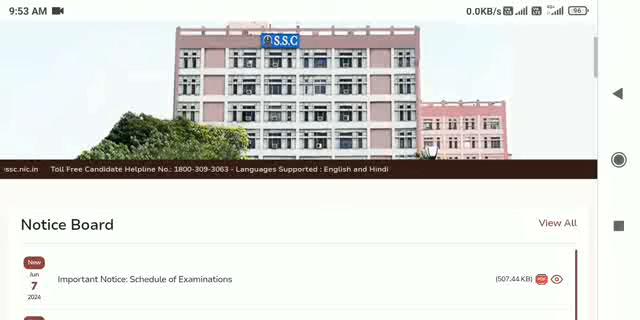 9:53 AM 0.0KB/s 4G+ 96
S.S.C
ssc.nic.in Toll Free Candidate Helpline No.: 1800-309-3063 - Languages Supported : English and Hindi
Notice Board View All
New
Jun
7
2024
Important Notice: Schedule of Examinations (507.44 KB) PDF